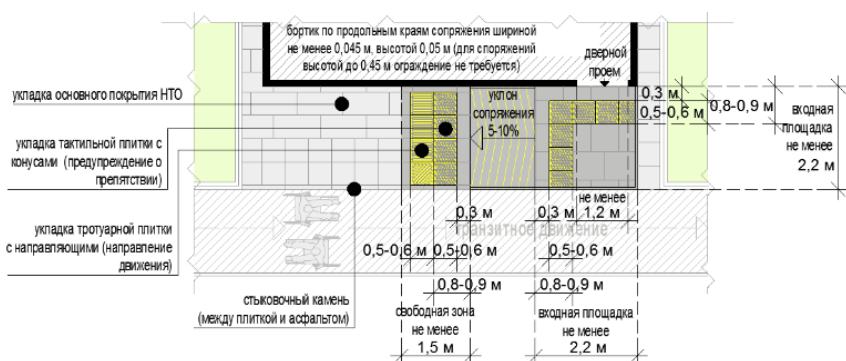 бортик по продольным краям сопряжения шириной
не менее 0,045 м, высотой 0,05 м (для споряжений
высотой до 0,45 м ограждение не требуется)
дверной
проем
укладка основного покрытия НТО
уклон
сопряжения
5-10%
0,3 м
0,5-0,6 м
0,8-0,9 м
входная
площадка
не менее
2,2 м
укладка тактильной плитки с
конусами (предупреждение о
препятствии)
укладка тротуарной плитки
с направляющими (направление
движения)
стыковочный камень
(между плиткой и асфальтом)
не менее
0,3 м
0,3 м
1,2 м
транзитное движение
0,5-0,6 м
0,5-0,6 м
0,5-0,6 м
0,8-0,9 м
0,8-0,9 м
свободная зона
не менее
1,5 м
входная площадка
не менее
2,2 м